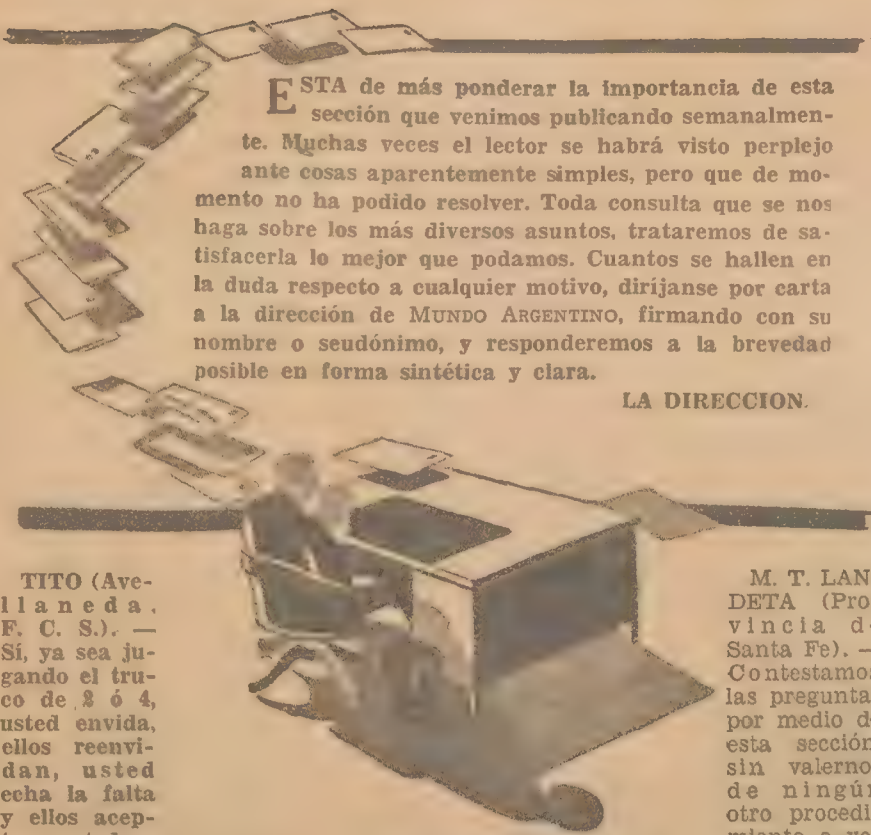 ESTA de más ponderar la importancia de esta
sección que venimos publicando semanalmen-
te. Muchas veces el lector se habrá visto perplejo
ante cosas aparentemente simples, pero que de mo-
mento no ha podido resolver. Toda consulta que se nos
haga sobre los más diversos asuntos, trataremos de sa-
tisfacerla lo mejor que podamos. Cuantos se hallen en
la duda respecto a cualquier motivo, diríjanse por carta
a la dirección de MUNDO ARGENTINO, firmando con su
nombre o seudónimo, y responderemos a la brevedad
posible en forma sintética y clara.
LA DIRECCION.
TITO (Ave-
llaneda,
F. C. S.). —
Sí, ya sea ju-
gando el tru-
co de 2 ó 4,
usted envida,
ellos reenvi-
dan, usted
echa la falta
y ellos acep-
M. T. LAN
DETA (Pro
vincia d
Santa Fe). —
Contestamos
las pregunta
por medio d
esta sección
sin valerno
de ningún
otro procedi